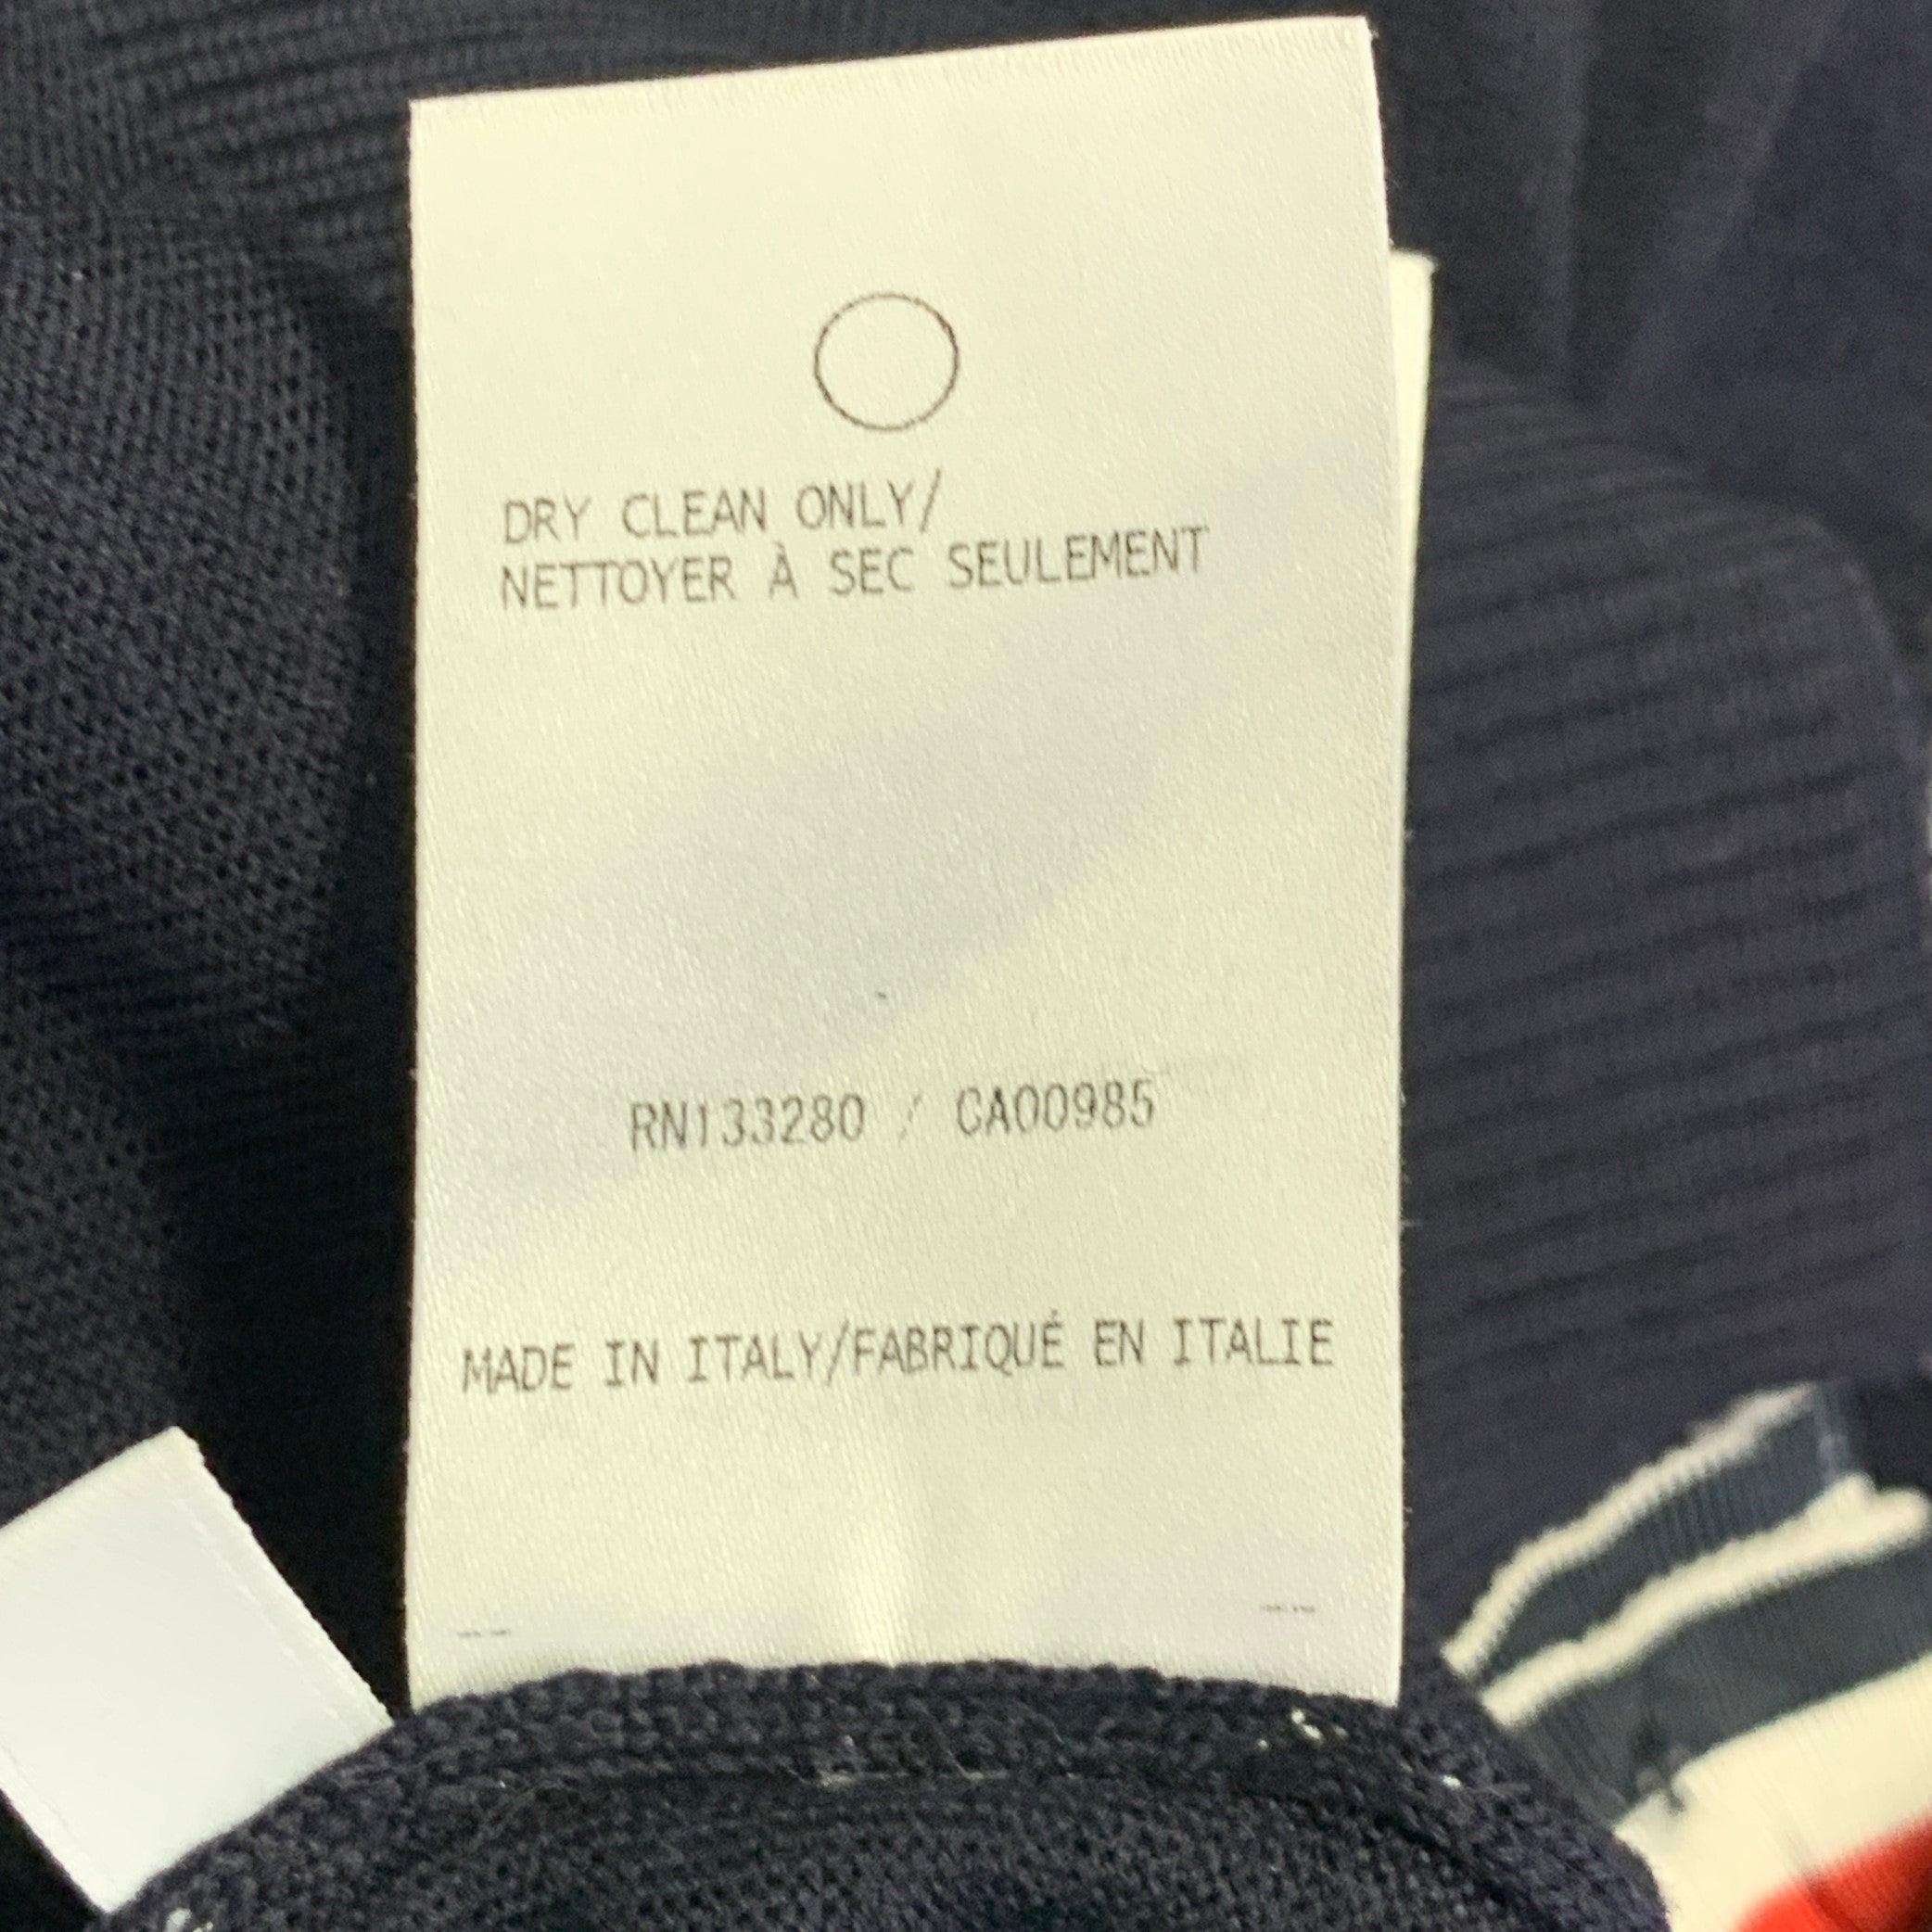 DRY CLEAN ONLY/
NETTOYER À SEC SEULEMENT
RN133280 / CA00985
MADE IN ITALY/FABRIQUÉ EN ITALIE